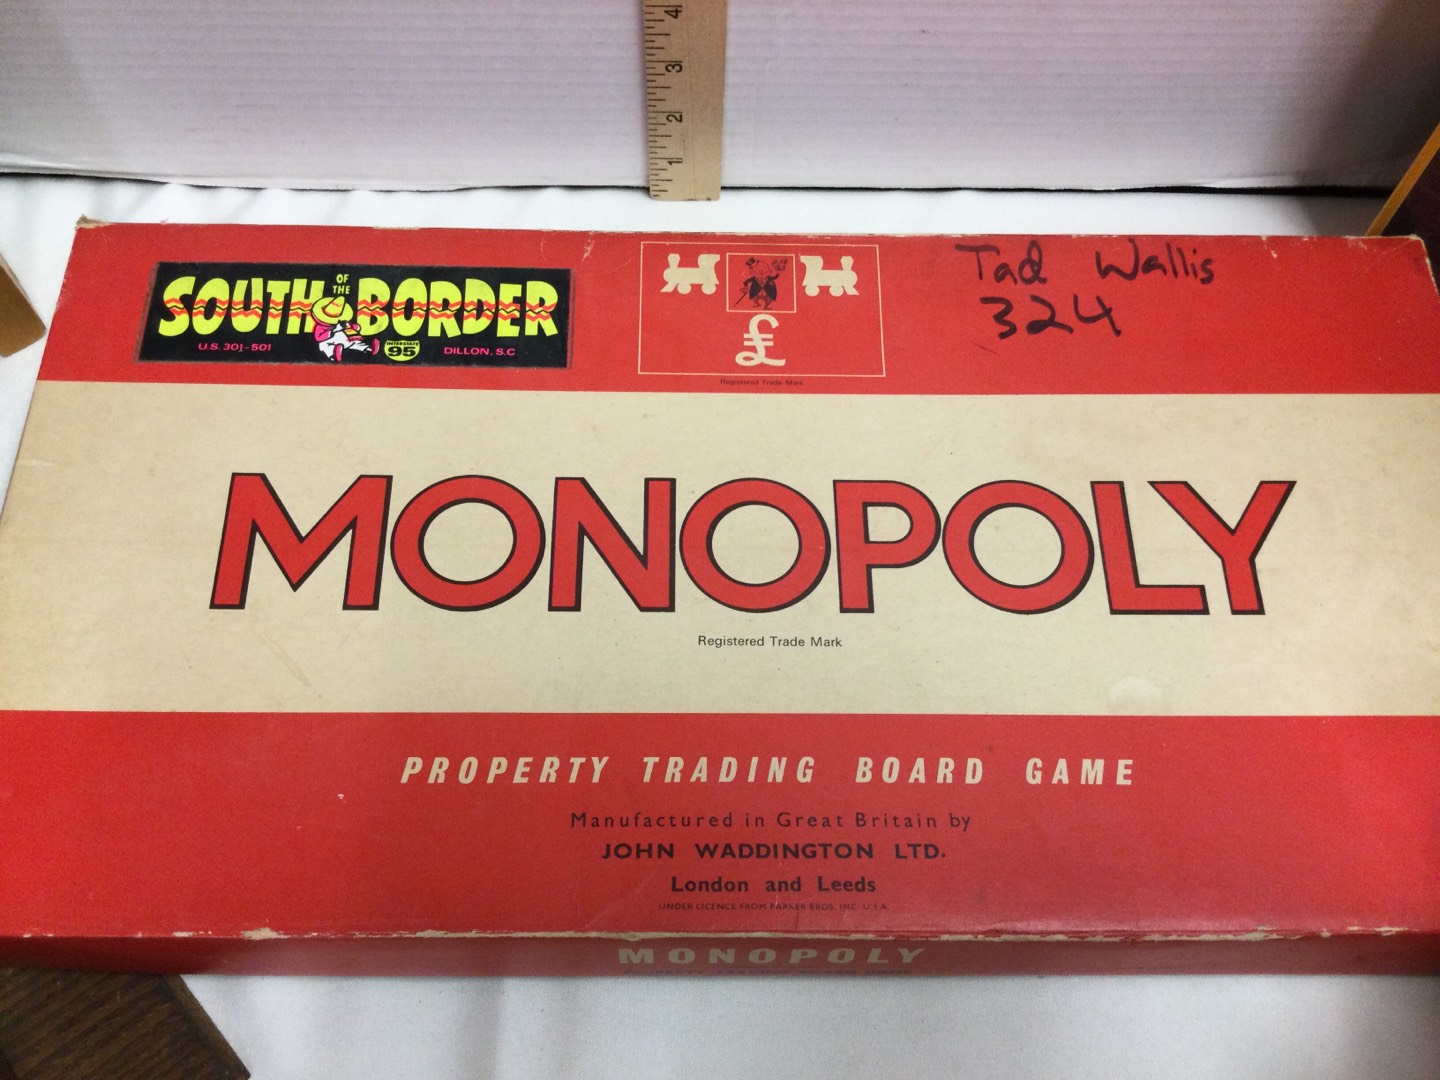 4
3
2
1
OF
THE
SOUTH BORDER
U.S. 301-501
INTERSTATE
95
DILLON, S.C
£
Registered Trade Mark
Tad Wallis
324
MONOPOLY
Registered Trade Mark
PROPERTY TRADING BOARD GAME
Manufactured in Great Britain by
JOHN WADDINGTON LTD.
London and Leeds
UNDER LICENCE FROM PARKER BROS. INC. U.S.A.
MONOPOLY